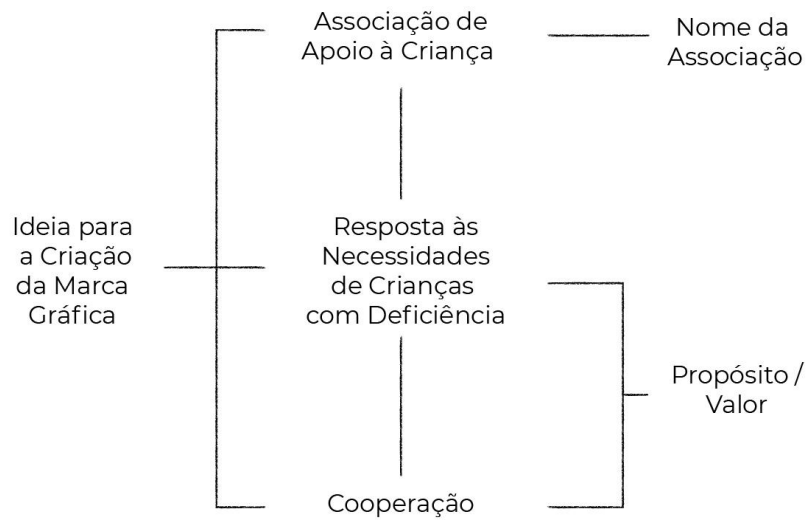 Associação de
Apoio à Criança
Nome da
Associação
Ideia para
a Criação
da Marca
Gráfica
Resposta às
Necessidades
de Crianças
com Deficiência
Propósito /
Valor
Cooperação